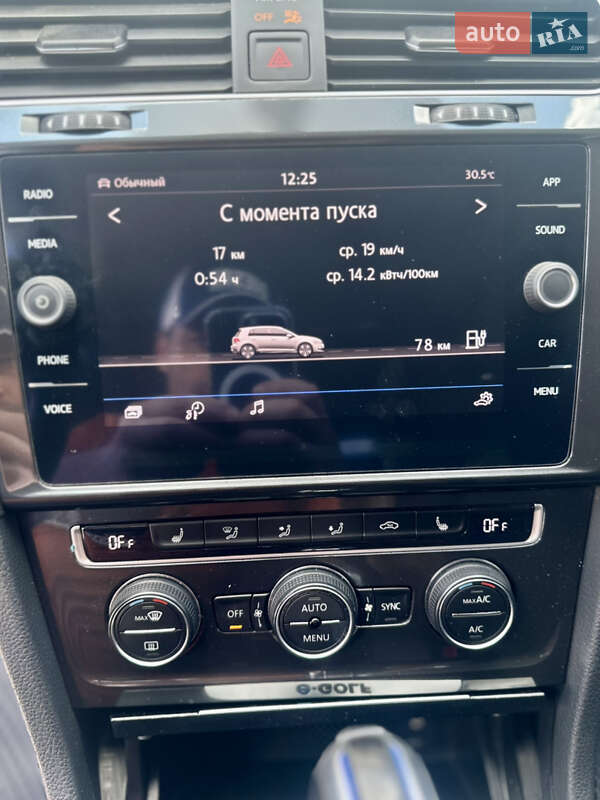 OFF
auto RIA .com
RADIO
MEDIA
PHONE
VOICE
Обычный 12:25 30.5°C
С момента пуска
17 км ср. 19 км/ч
0:54 ч ср. 14.2 кВтч/100км
78 км
APP
SOUND
CAR
MENU
OFF OFF
MAX
OFF
AUTO
MENU
SYNC
MAX A/C
A/C
e-GOLF